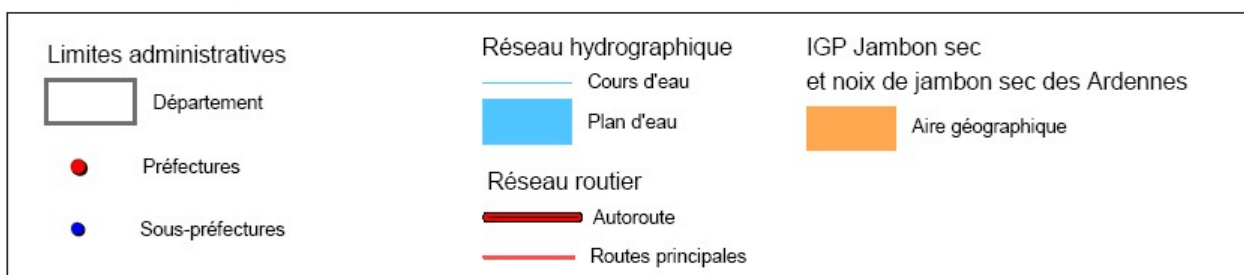 Limites administratives
Département
Préfectures
Sous-préfectures
Réseau hydrographique
Cours d'eau
Plan d'eau
Réseau routier
Autoroute
Routes principales
IGP Jambon sec
et noix de jambon sec des Ardennes
Aire géographique